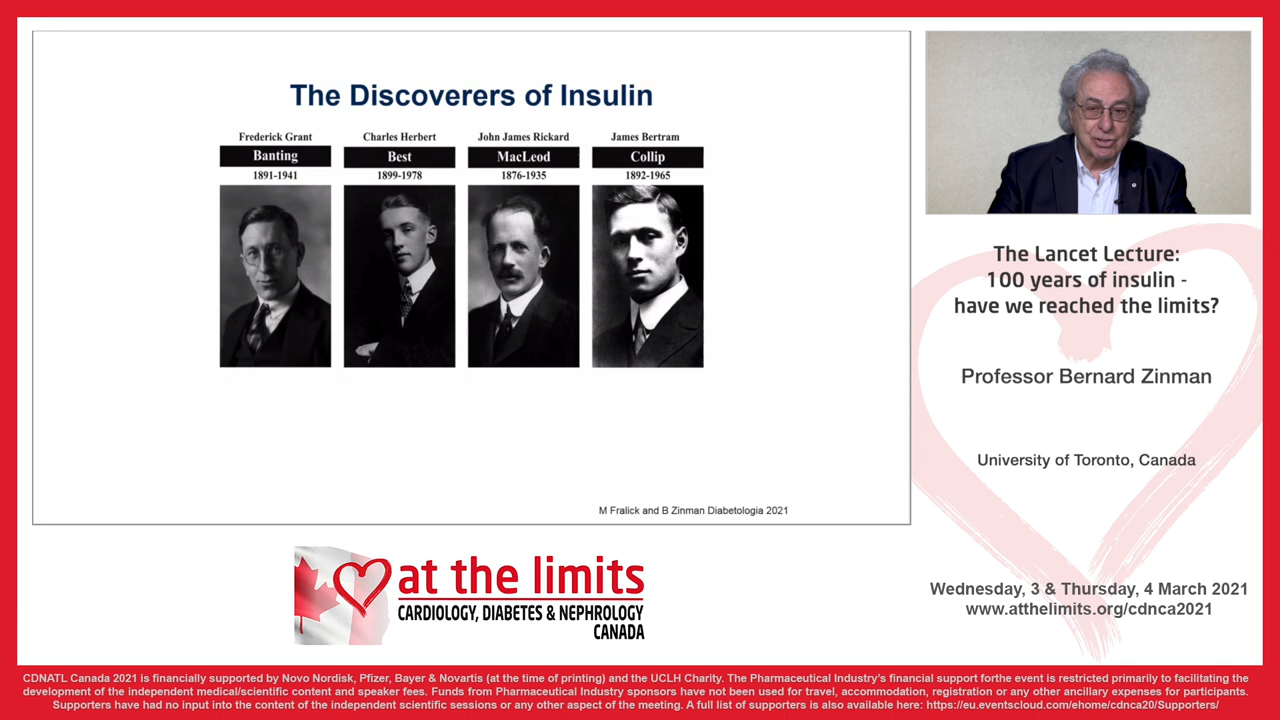 The Discoverers of Insulin
Frederick Grant
Banting
1891-1941
Charles Herbert
Best
1899-1978
John James Rickard
MacLeod
1876-1935
James Bertram
Collip
1892-1965
M Fralick and B Zinman Diabetologia 2021
The Lancet Lecture:
100 years of insulin -
have we reached the limits?
Professor Bernard Zinman
University of Toronto, Canada
at the limits
CARDIOLOGY, DIABETES & NEPHROLOGY
CANADA
Wednesday, 3 & Thursday, 4 March 2021
www.atthelimits.org/cdnca2021
CDNATL Canada 2021 is financially supported by Novo Nordisk, Pfizer, Bayer & Novartis (at the time of printing) and the UCLH Charity. The Pharmaceutical Industry's financial support forthe event is restricted primarily to facilitating the
development of the independent medical/scientific content and speaker fees. Funds from Pharmaceutical Industry sponsors have not been used for travel, accommodation, registration or any other ancillary expenses for participants.
Supporters have had no input into the content of the independent scientific sessions or any other aspect of the meeting. A full list of supporters is also available here: https://eu.eventscloud.com/ehome/cdnca20/Supporters/